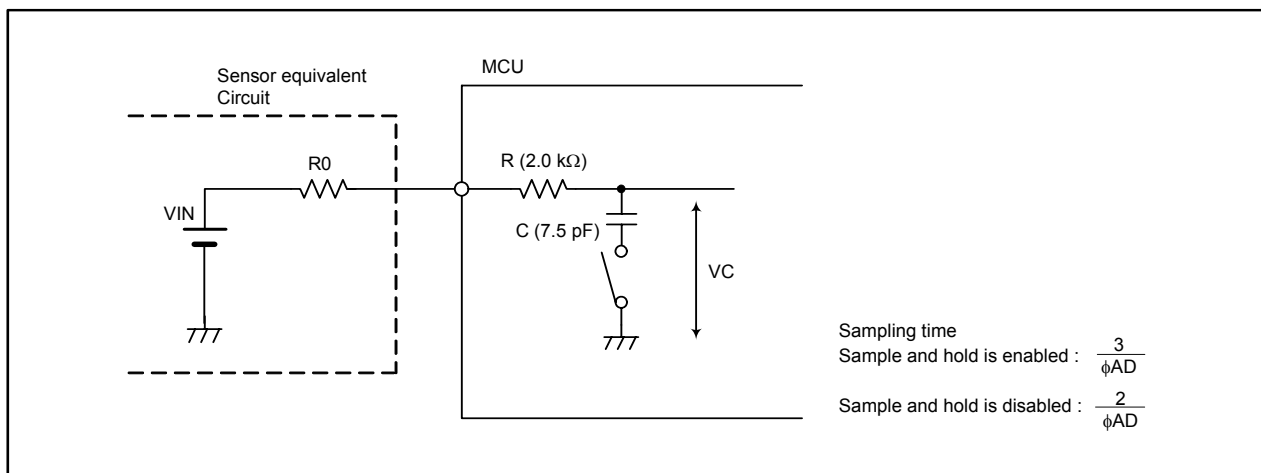 Sensor equivalent
Circuit
MCU
R0
R (2.0 kΩ)
VIN
C (7.5 pF)
VC
Sampling time
Sample and hold is enabled : 3
ϕAD
Sample and hold is disabled : 2
ϕAD